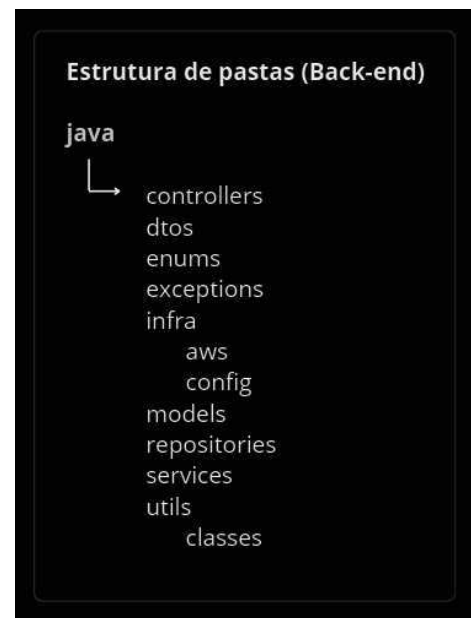 Estrutura de pastas (Back-end)
java
controllers
dtos
enums
exceptions
infra
aws
config
models
repositories
services
utils
classes